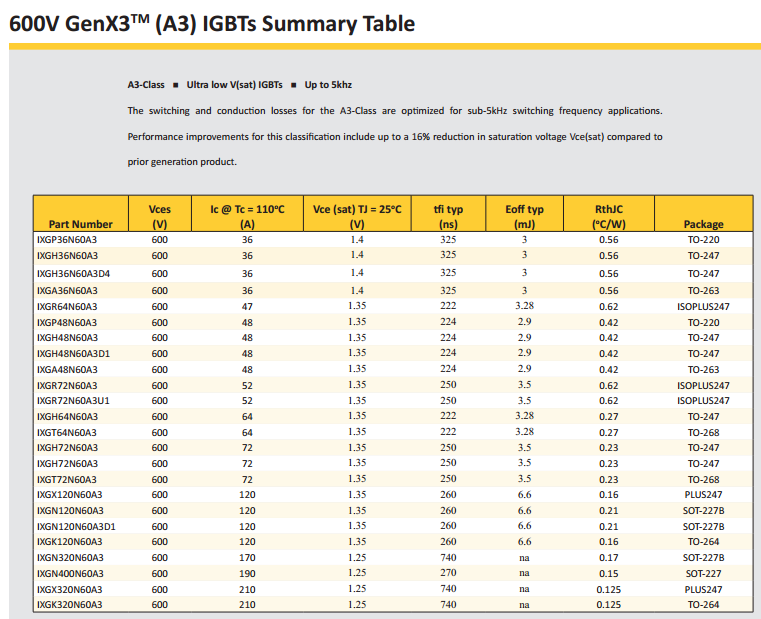 600V GenX3™ (A3) IGBTs Summary Table
A3-Class ■ Ultra low V(sat) IGBTs ■ Up to 5khz
The switching and conduction losses for the A3-Class are optimized for sub-5kHz switching frequency applications.
Performance improvements for this classification include up to a 16% reduction in saturation voltage Vce(sat) compared to
prior generation product.
Part Number Vces (V) Ic @ Tc = 110°C (A) Vce (sat) TJ = 25°C (V) tfi typ (ns) Eoff typ (mJ) RthJC (°C/W) Package
IXGP36N60A3 600 36 1.4 325 3 0.56 TO-220
IXGH36N60A3 600 36 1.4 325 3 0.56 TO-247
IXGH36N60A3D4 600 36 1.4 325 3 0.56 TO-247
IXGA36N60A3 600 36 1.4 325 3 0.56 TO-263
IXGR64N60A3 600 47 1.35 222 3.28 0.62 ISOPLUS247
IXGP48N60A3 600 48 1.35 224 2.9 0.42 TO-220
IXGH48N60A3 600 48 1.35 224 2.9 0.42 TO-247
IXGH48N60A3D1 600 48 1.35 224 2.9 0.42 TO-247
IXGA48N60A3 600 48 1.35 224 2.9 0.42 TO-263
IXGR72N60A3 600 52 1.35 250 3.5 0.62 ISOPLUS247
IXGR72N60A3U1 600 52 1.35 250 3.5 0.62 ISOPLUS247
IXGH64N60A3 600 64 1.35 222 3.28 0.27 TO-247
IXGT64N60A3 600 64 1.35 222 3.28 0.27 TO-268
IXGH72N60A3 600 72 1.35 250 3.5 0.23 TO-247
IXGH72N60A3 600 72 1.35 250 3.5 0.23 TO-247
IXGT72N60A3 600 72 1.35 250 3.5 0.23 TO-268
IXGX120N60A3 600 120 1.35 260 6.6 0.16 PLUS247
IXGN120N60A3 600 120 1.35 260 6.6 0.21 SOT-227B
IXGN120N60A3D1 600 120 1.35 260 6.6 0.21 SOT-227B
IXGK120N60A3 600 120 1.35 260 6.6 0.16 TO-264
IXGN320N60A3 600 170 1.25 740 na 0.17 SOT-227B
IXGN400N60A3 600 190 1.25 270 na 0.15 SOT-227
IXGX320N60A3 600 210 1.25 740 na 0.125 PLUS247
IXGK320N60A3 600 210 1.25 740 na 0.125 TO-264